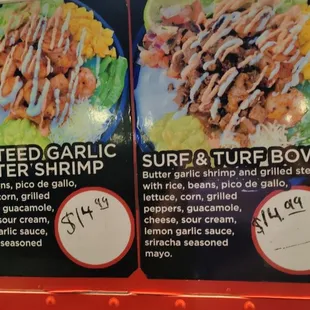 TEED GARLIC
TER SHRIMP
ns, pico de gallo,
corn, grilled
guacamole,
sour cream,
arlic sauce,
seasoned
$14.99
SURF & TURF BOW
Butter garlic shrimp and grilled ste
with rice, beans, pico de gallo,
lettuce, corn, grilled
peppers, guacamole,
cheese, sour cream,
lemon garlic sauce,
sriracha seasoned
mayo.
$14.99